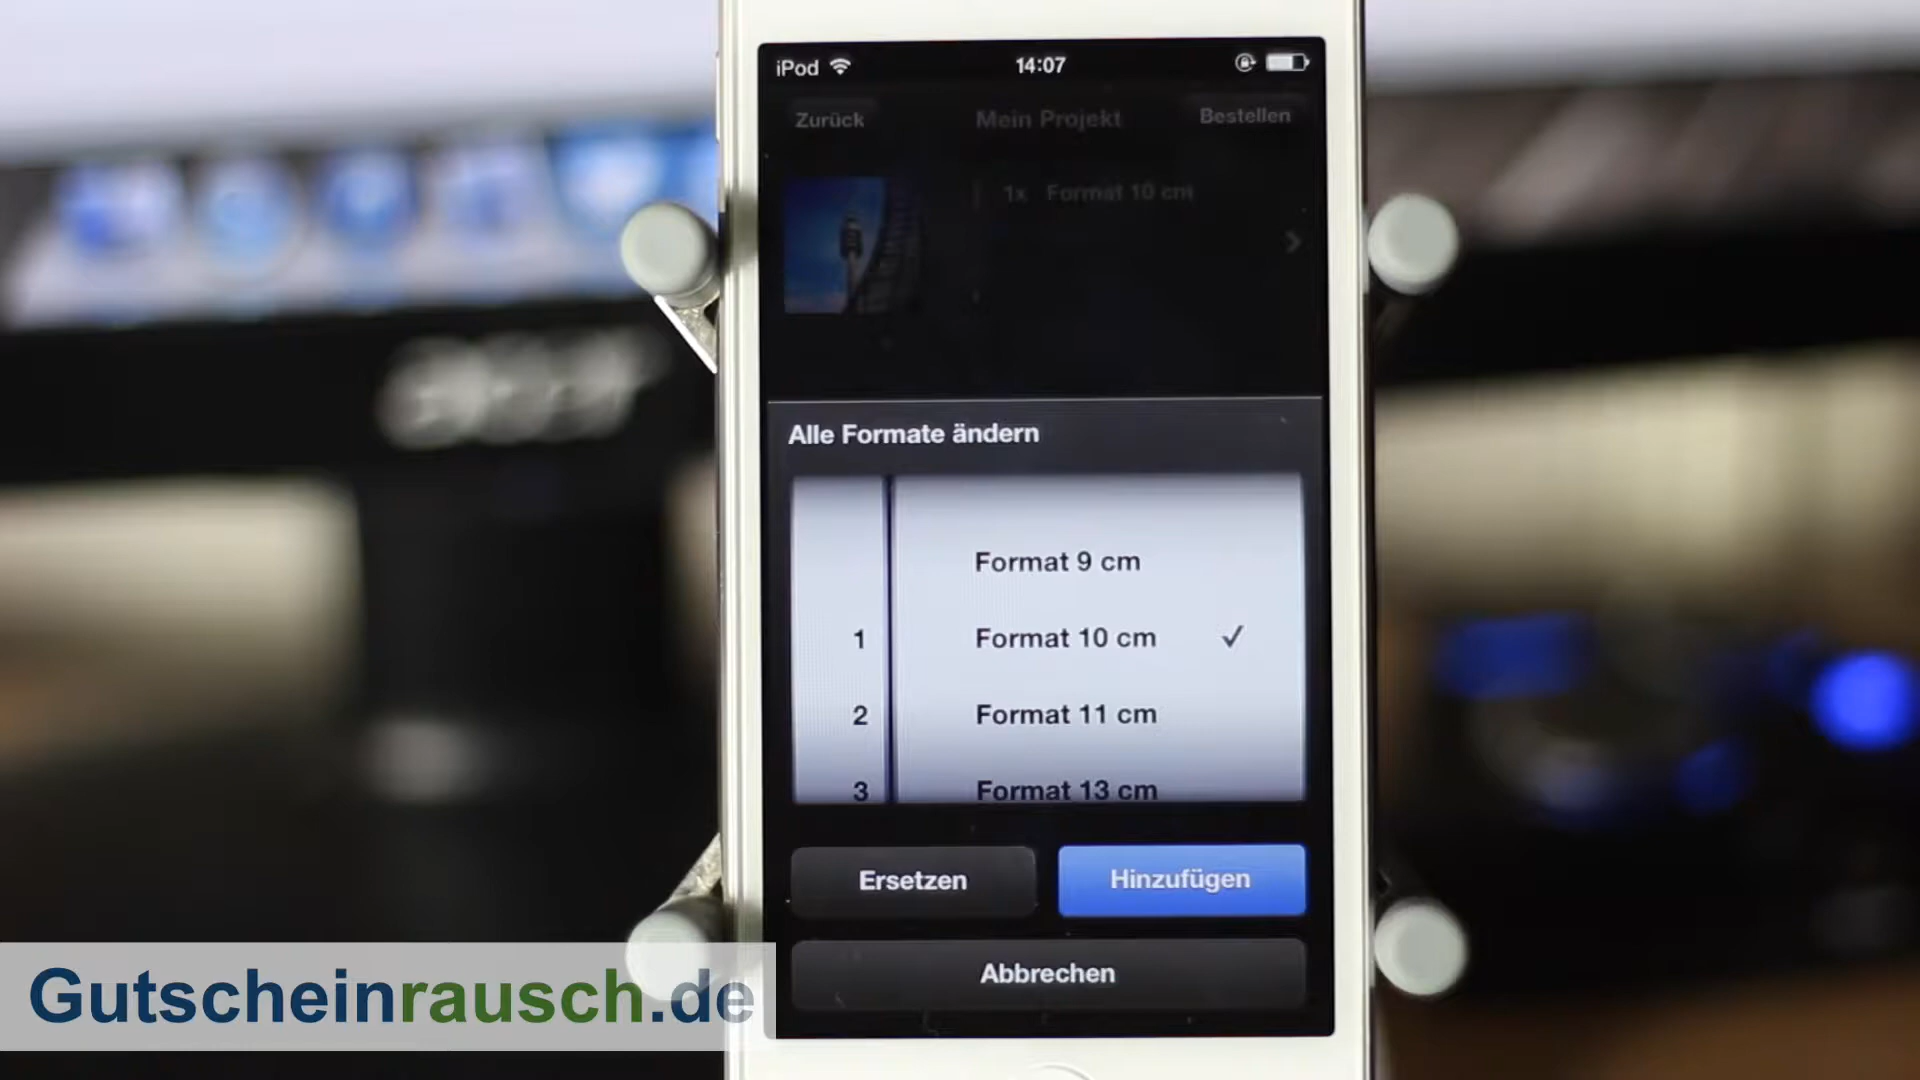 iPod 14:07
Zurück Mein Projekt Bestellen
1x Format 10 cm
Alle Formate ändern
Format 9 cm
1 Format 10 cm ✓
2 Format 11 cm
3 Format 13 cm
Ersetzen Hinzufügen
Abbrechen
Gutscheinrausch.de